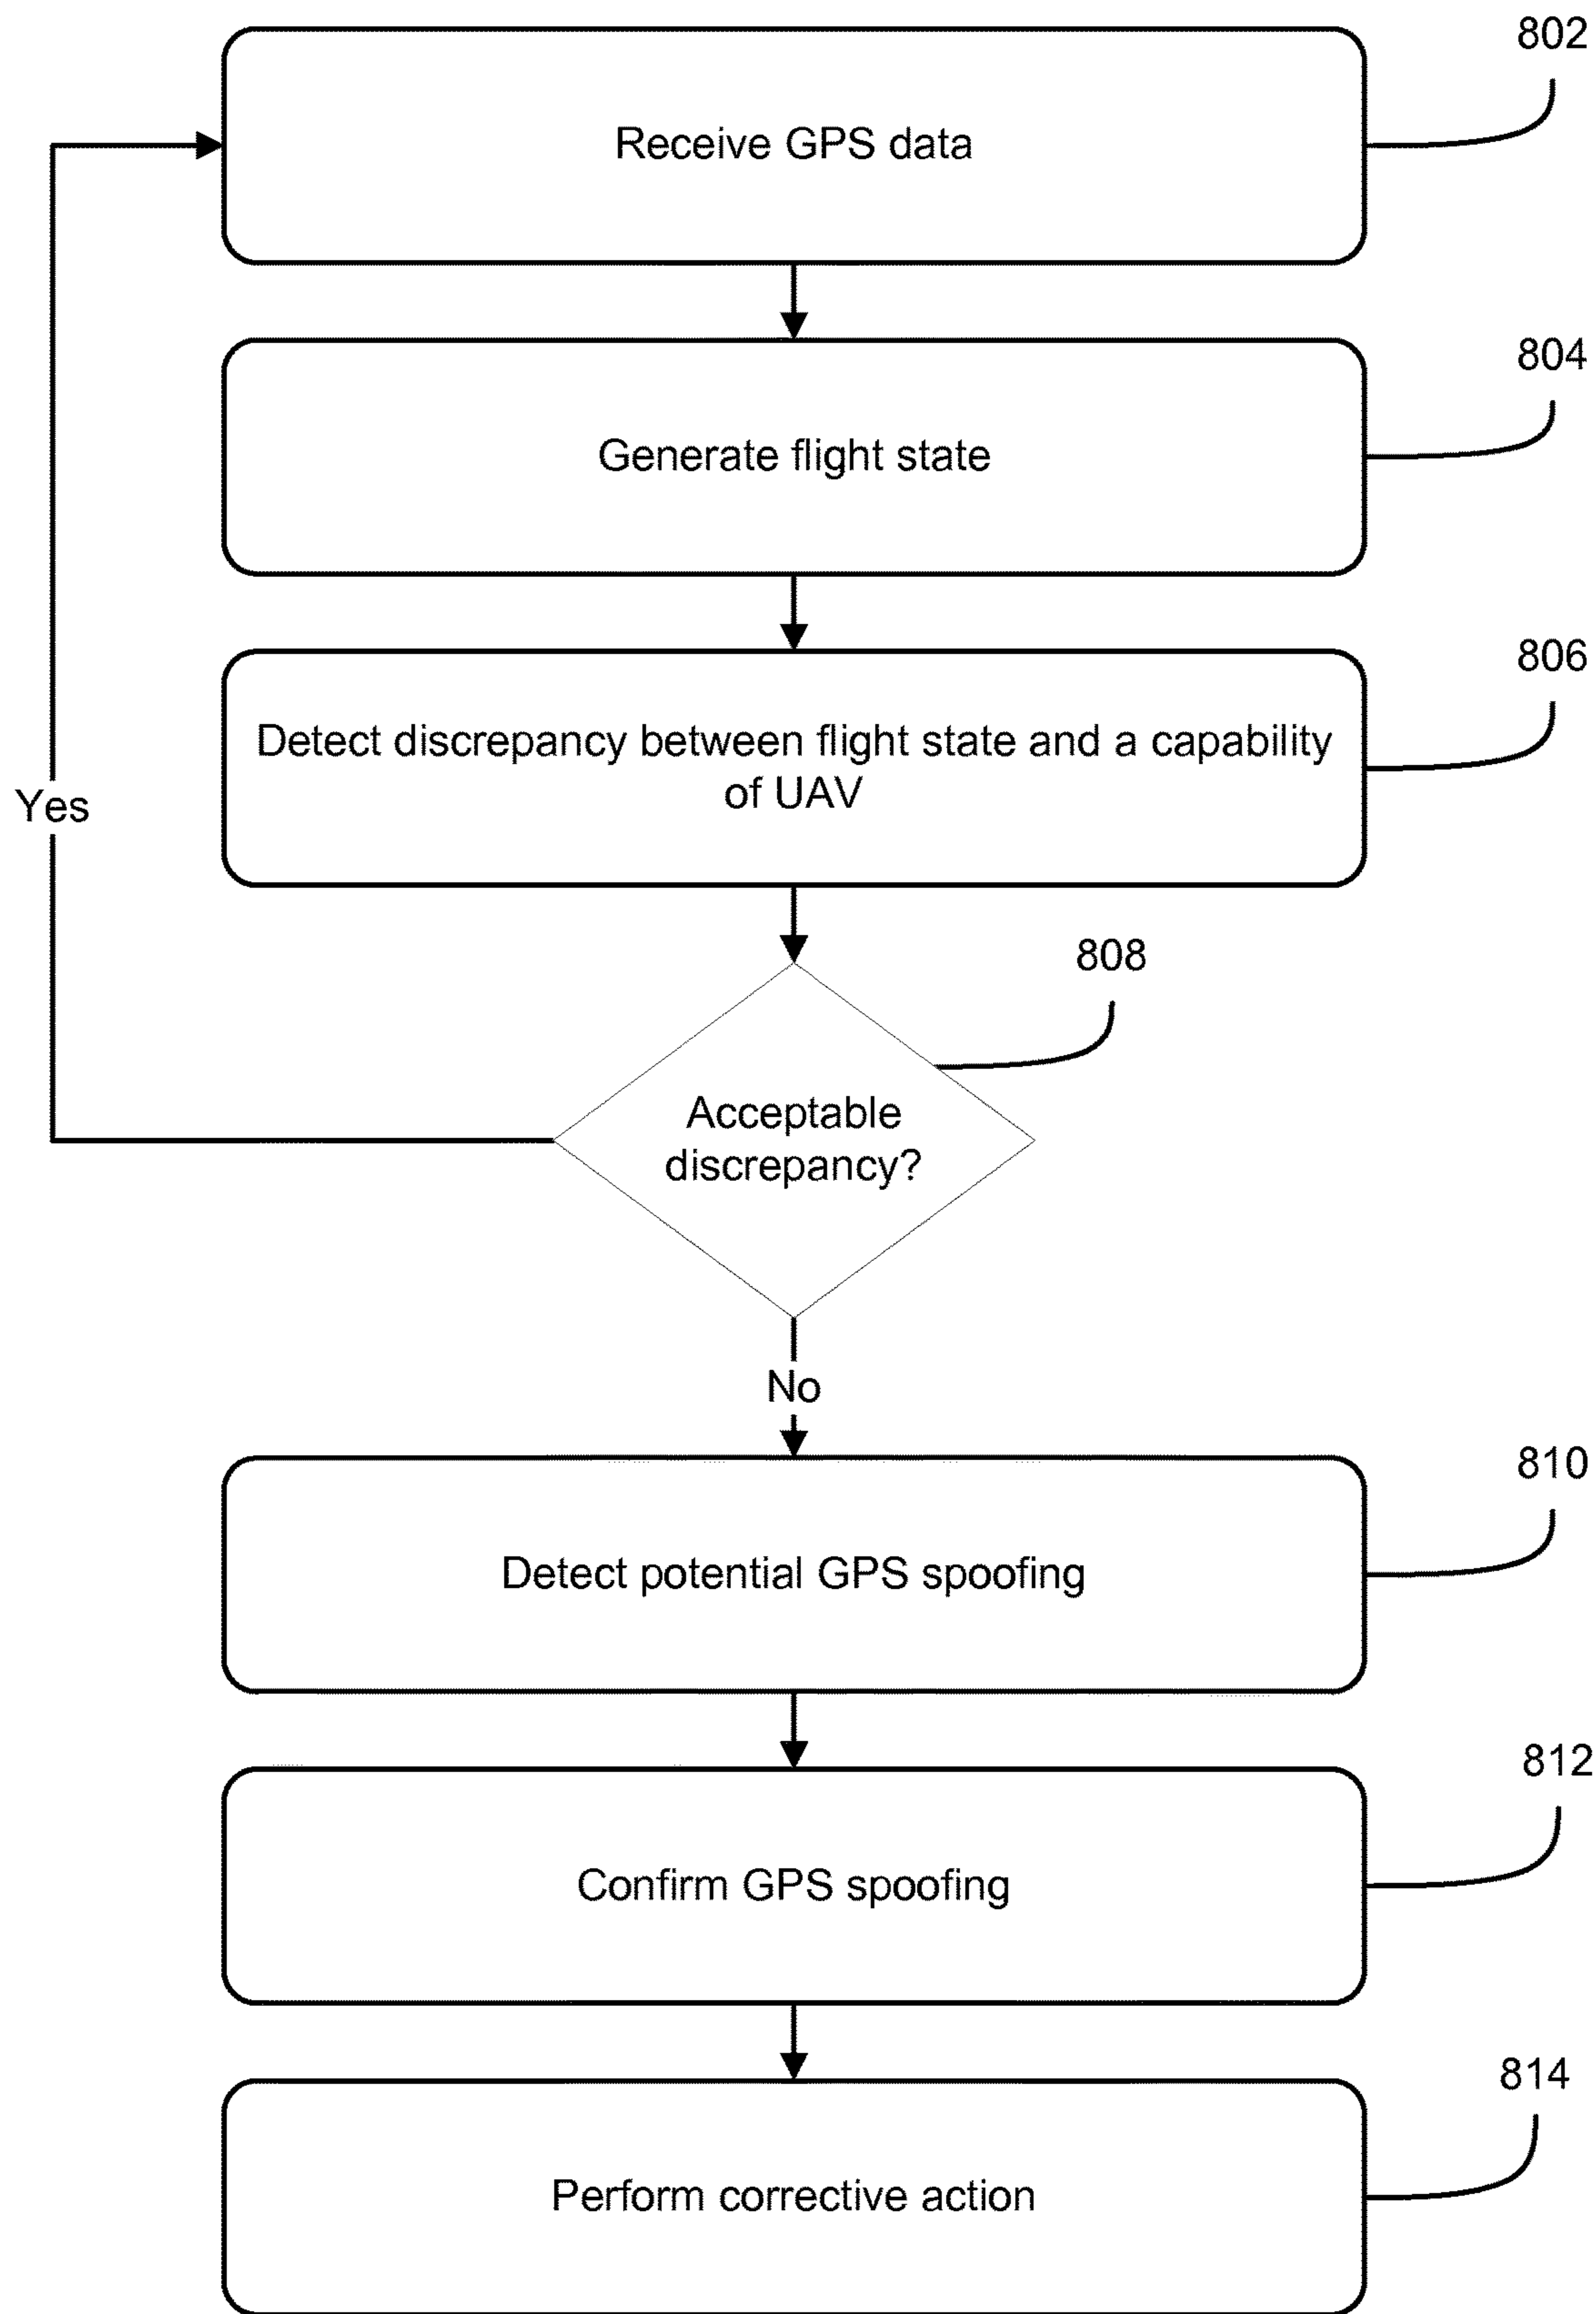 802
Receive GPS data
804
Generate flight state
806
Detect discrepancy between flight state and a capability
of UAV
Yes
808
Acceptable
discrepancy?
No
810
Detect potential GPS spoofing
812
Confirm GPS spoofing
814
Perform corrective action